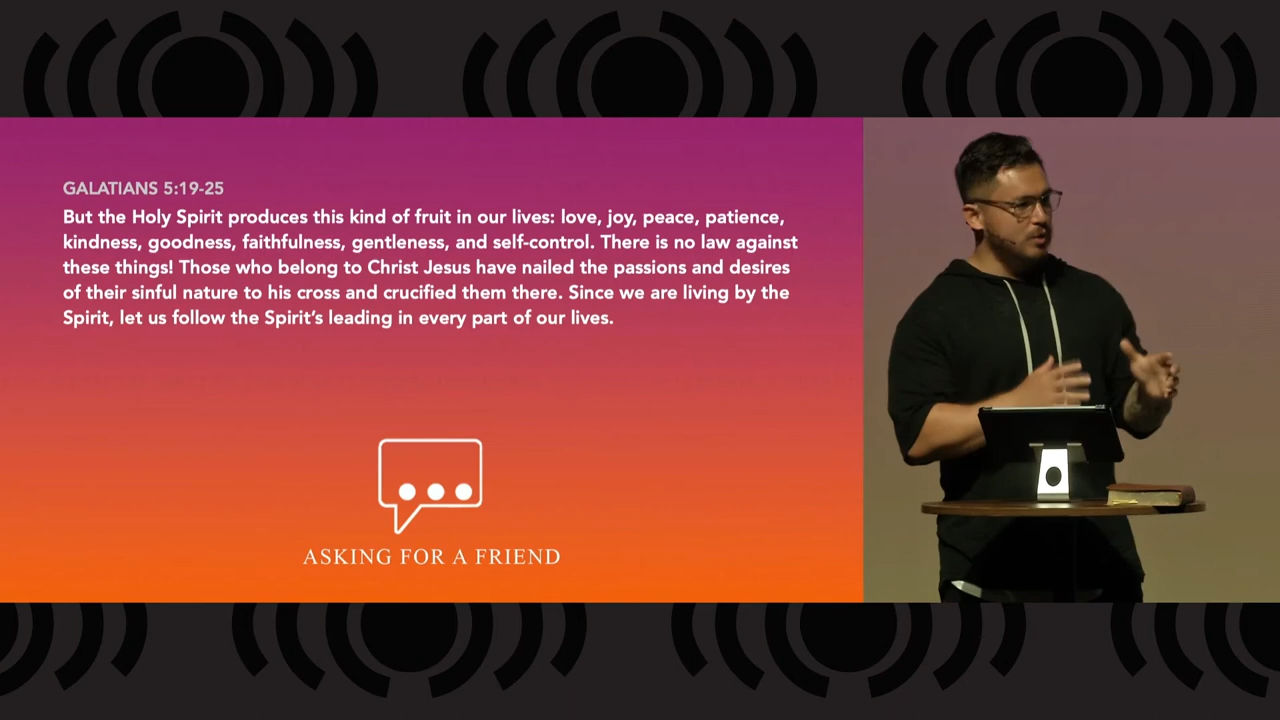 GALATIANS 5:19-25
But the Holy Spirit produces this kind of fruit in our lives: love, joy, peace, patience,
kindness, goodness, faithfulness, gentleness, and self-control. There is no law against
these things! Those who belong to Christ Jesus have nailed the passions and desires
of their sinful nature to his cross and crucified them there. Since we are living by the
Spirit, let us follow the Spirit’s leading in every part of our lives.
ASKING FOR A FRIEND